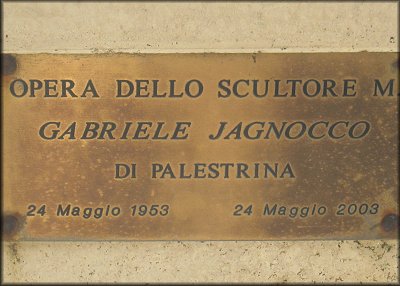 OPERA DELLO SCULTORE M.
GABRIELE JAGNOCCO
DI PALESTRINA
24 Maggio 1953 24 Maggio 2003